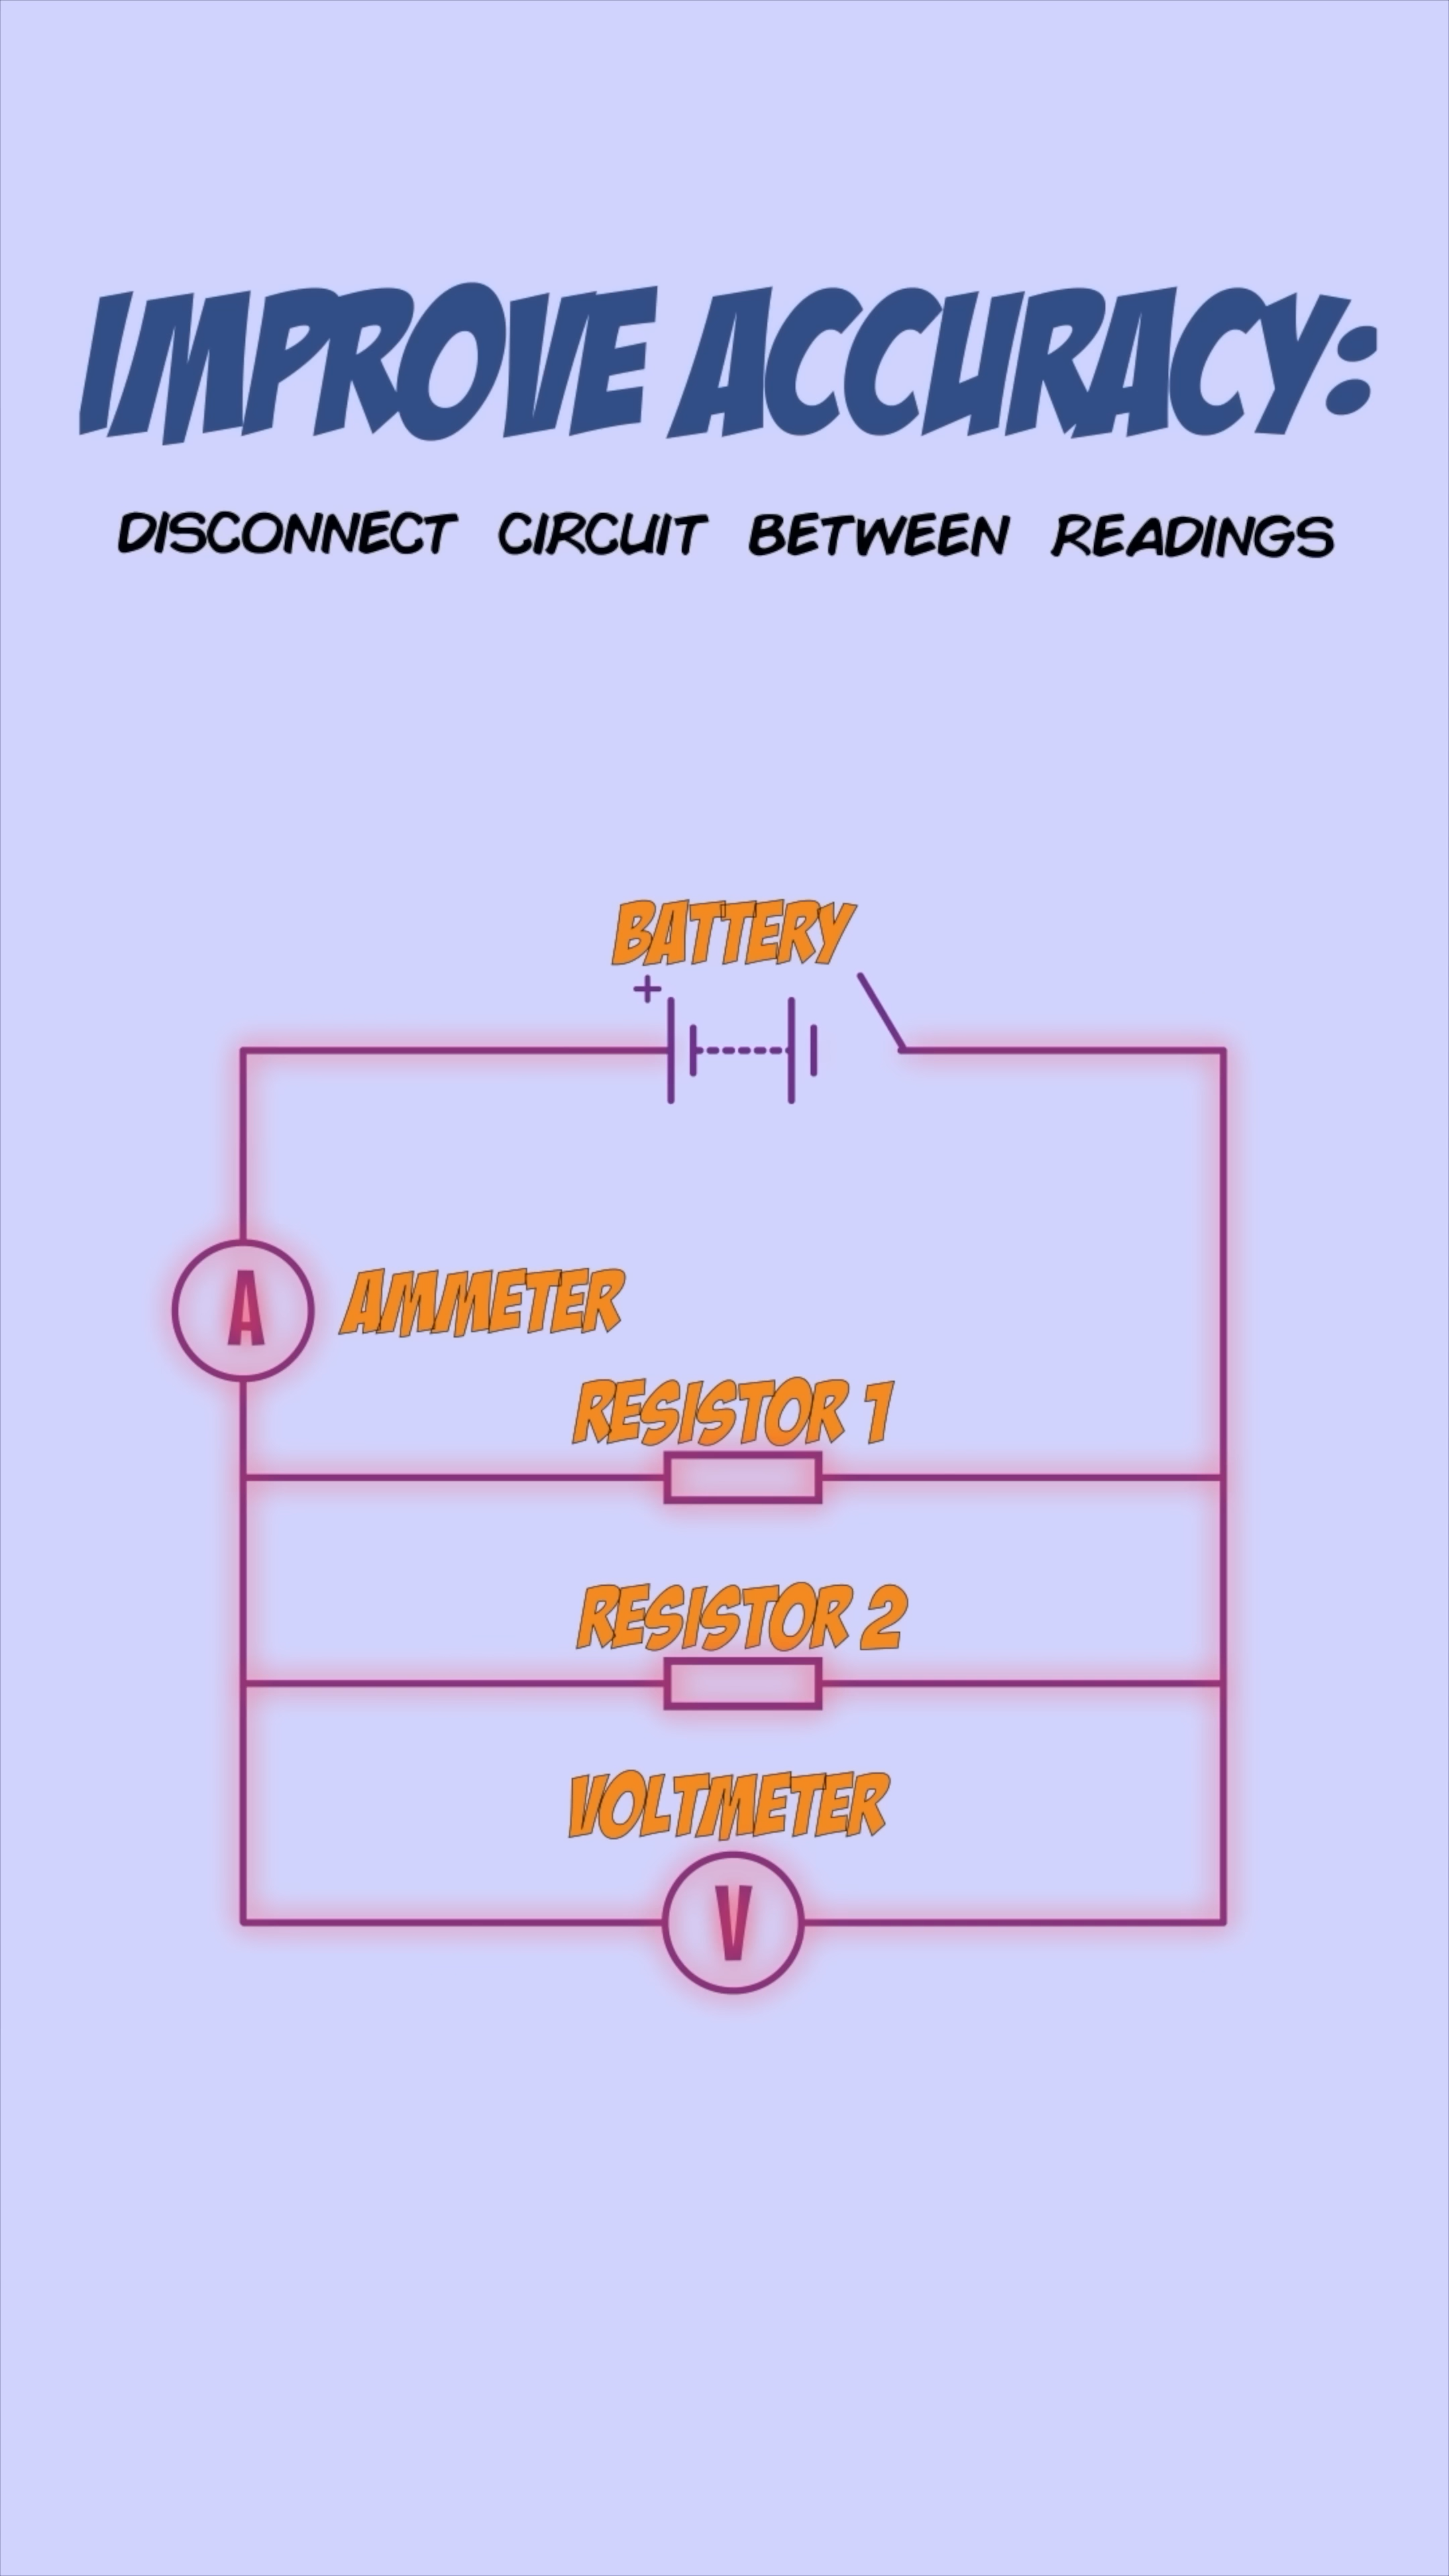 IMPROVE ACCURACY:
DISCONNECT CIRCUIT BETWEEN READINGS
BATTERY
+
A AMMETER
RESISTOR 1
RESISTOR 2
VOLTMETER
V